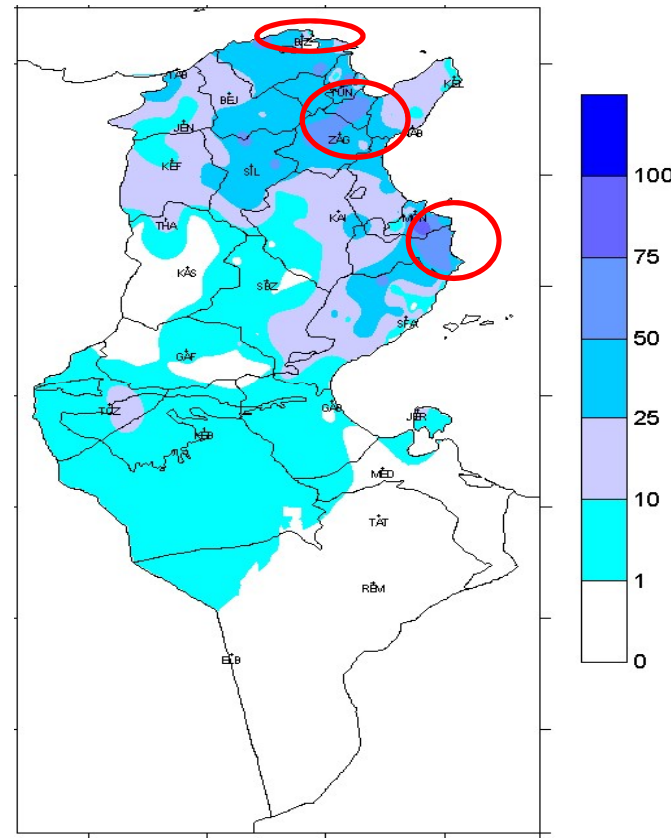 BIZ
TAB
KEL
BEJ
TUN
JEN
NAB
ZAG
KEF
SIL
THA
KAI
MON
KAS
SBZ
SFA
GAF
TOZ
GAB
JER
KEB
MED
TAT
REM
ELB
100
75
50
25
10
1
0